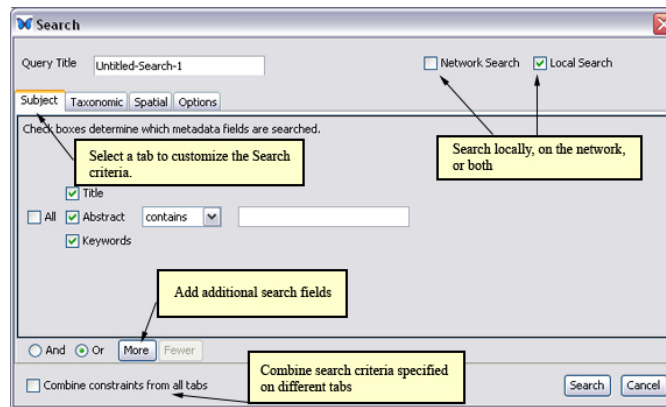 Search
Query Title Untitled-Search-1 Network Search Local Search
Subject Taxonomic Spatial Options
Check boxes determine which metadata fields are searched.
Select a tab to customize the Search
criteria.
Search locally, on the network,
or both
Title
All Abstract contains
Keywords
Add additional search fields
And Or More Fewer
Combine search criteria specified
on different tabs
Combine constraints from all tabs Search Cancel